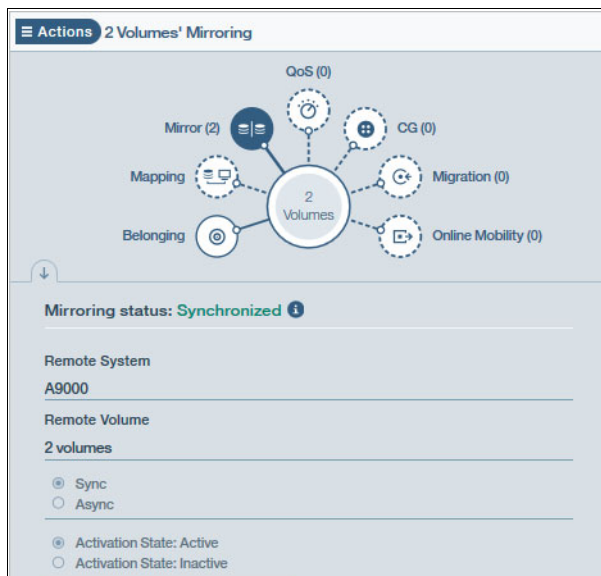 Actions 2 Volumes' Mirroring
QoS (0)
Mirror (2)
CG (0)
Mapping
Migration (0)
2
Volumes
Belonging
Online Mobility (0)
Mirroring status: Synchronized
Remote System
A9000
Remote Volume
2 volumes
Sync
Async
Activation State: Active
Activation State: Inactive